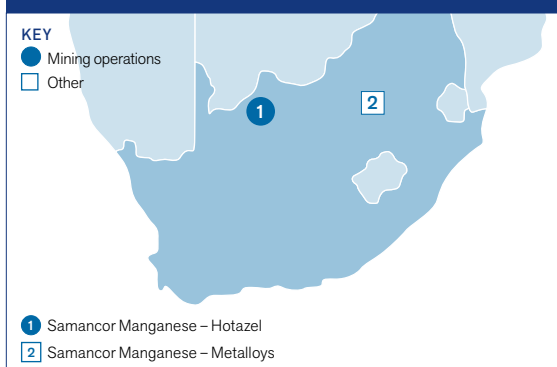 KEY
Mining operations
Other
1
2
1 Samancor Manganese – Hotazel
2 Samancor Manganese – Metalloys